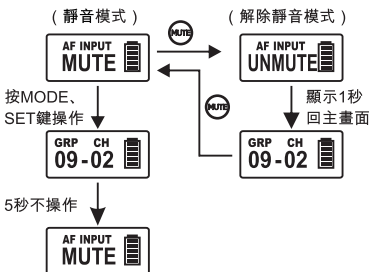 (靜音模式)
(解除靜音模式)
MUTE
AF INPUT
MUTE
AF INPUT
UNMUTE
按MODE、
SET鍵操作
MUTE
顯示1秒
回主畫面
GRP CH
09-02
GRP CH
09-02
5秒不操作
AF INPUT
MUTE